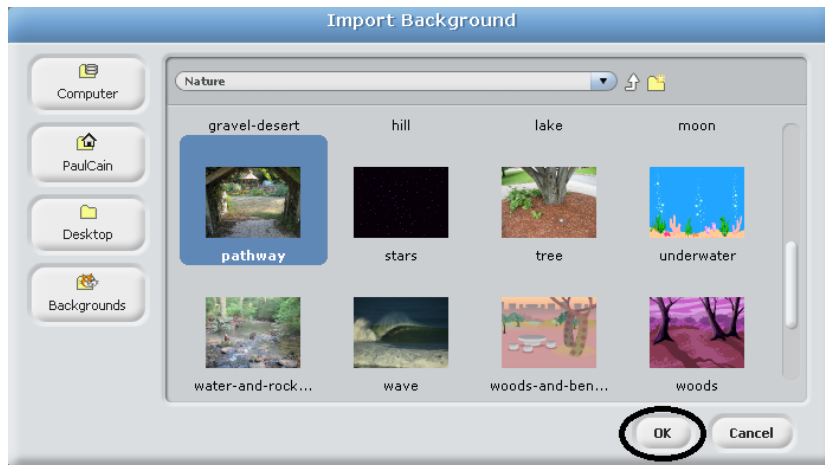 Import Background
Computer
PaulCain
Desktop
Backgrounds
Nature
gravel-desert hill lake moon
pathway stars tree underwater
water-and-rock... wave woods-and-ben... woods
OK Cancel